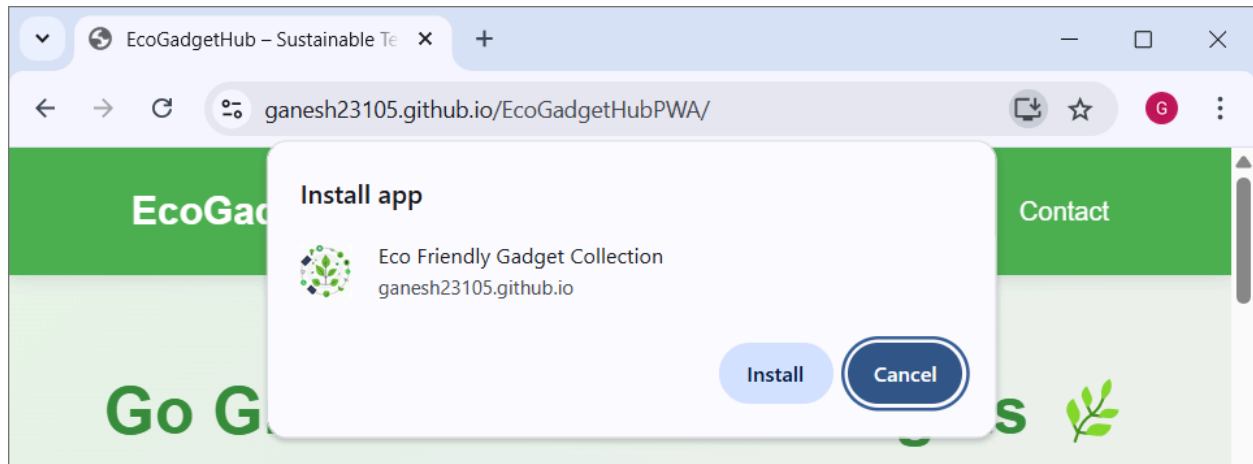 EcoGadgetHub – Sustainable Te
ganesh23105.github.io/EcoGadgetHubPWA/
G
EcoGad
Contact
Install app
Eco Friendly Gadget Collection
ganesh23105.github.io
Install Cancel
Go G s